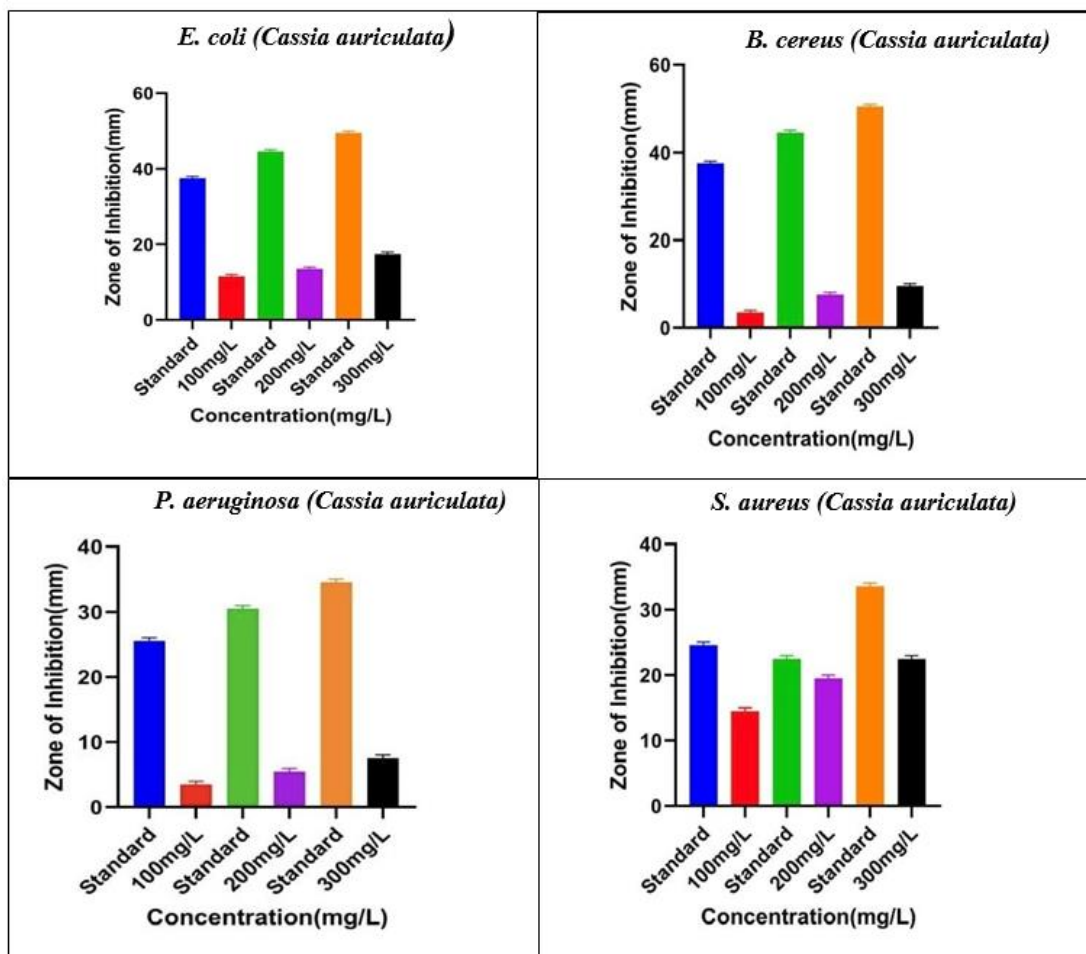 E. coli (Cassia auriculata)
Zone of Inhibition(mm)
60
40
20
0
Standard
100mg/L
Standard
200mg/L
Standard
300mg/L
Concentration(mg/L)
B. cereus (Cassia auriculata)
Zone of Inhibition(mm)
60
40
20
0
Standard
100mg/L
Standard
200mg/L
Standard
300mg/L
Concentration(mg/L)
P. aeruginosa (Cassia auriculata)
Zone of Inhibition(mm)
40
30
20
10
0
Standard
100mg/L
Standard
200mg/L
Standard
300mg/L
Concentration(mg/L)
S. aureus (Cassia auriculata)
Zone of Inhibition(mm)
40
30
20
10
0
Standard
100mg/L
Standard
200mg/L
Standard
300mg/L
Concentration(mg/L)